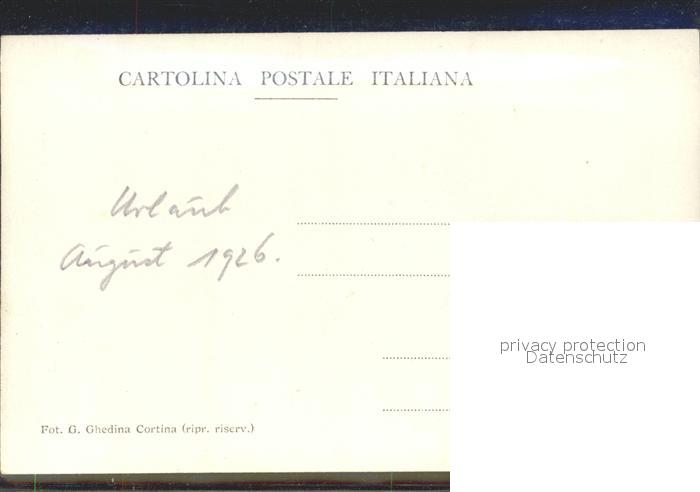 CARTOLINA POSTALE ITALIANA
Urlaub
August 1926.
privacy protection
Datenschutz
Fot. G. Ghedina Cortina (ripr. riserv.)